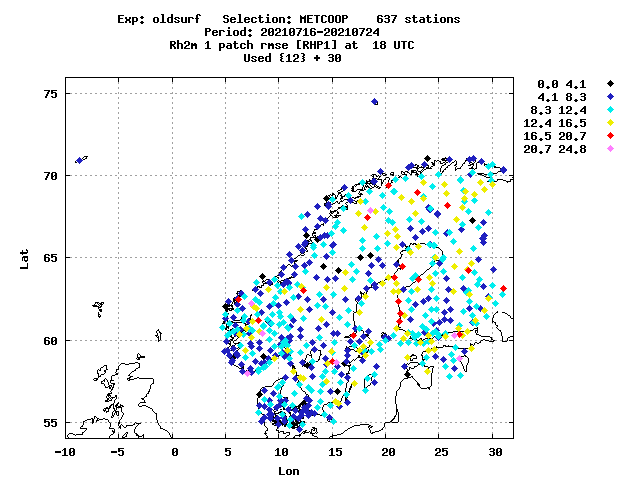 Exp: oldsurf   Selection: METCOOP    637 stations
Period: 20210716-20210724
Rh2m 1 patch rmse [RHP1] at  18 UTC
Used {12} + 30
0.0 4.1
4.1 8.3
8.3 12.4
12.4 16.5
16.5 20.7
20.7 24.8
75
70
65
60
55
Lat
-10 -5 0 5 10 15 20 25 30
Lon